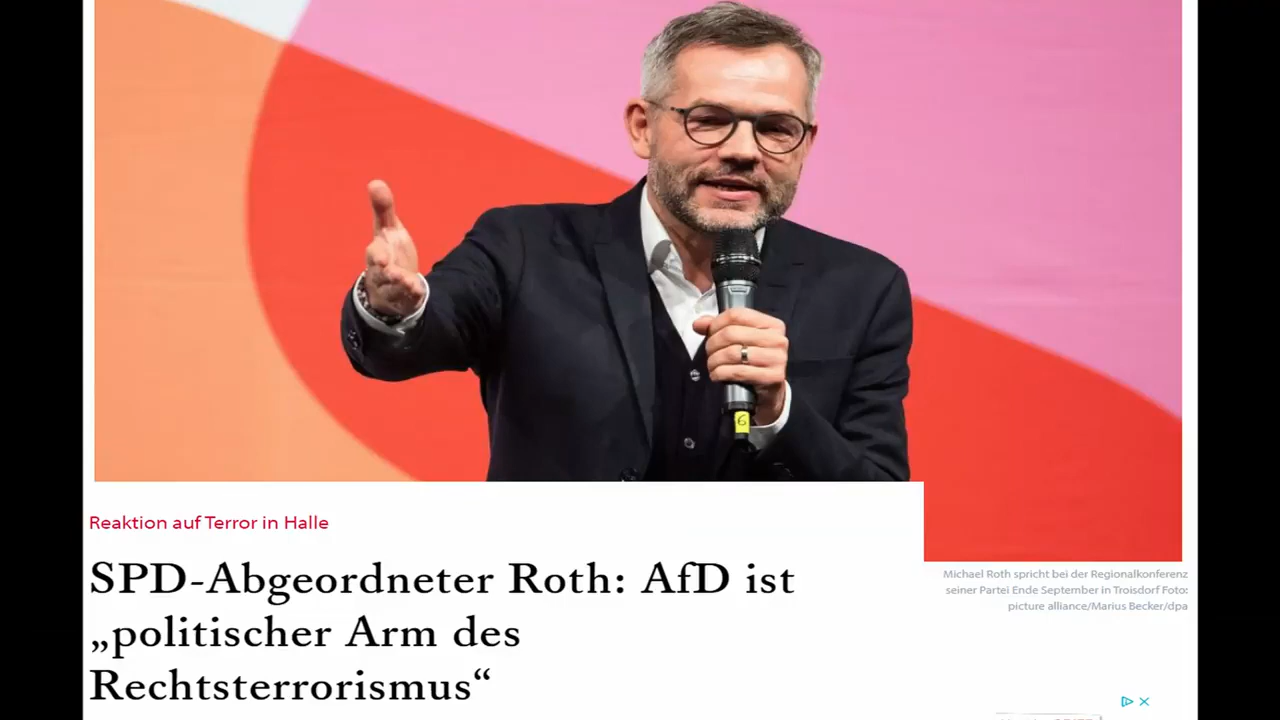 6
Reaktion auf Terror in Halle
SPD-Abgeordneter Roth: AfD ist
„politischer Arm des
Rechtsterrorismus“
Michael Roth spricht bei der Regionalkonferenz
seiner Partei Ende September in Troisdorf Foto:
picture alliance/Marius Becker/dpa